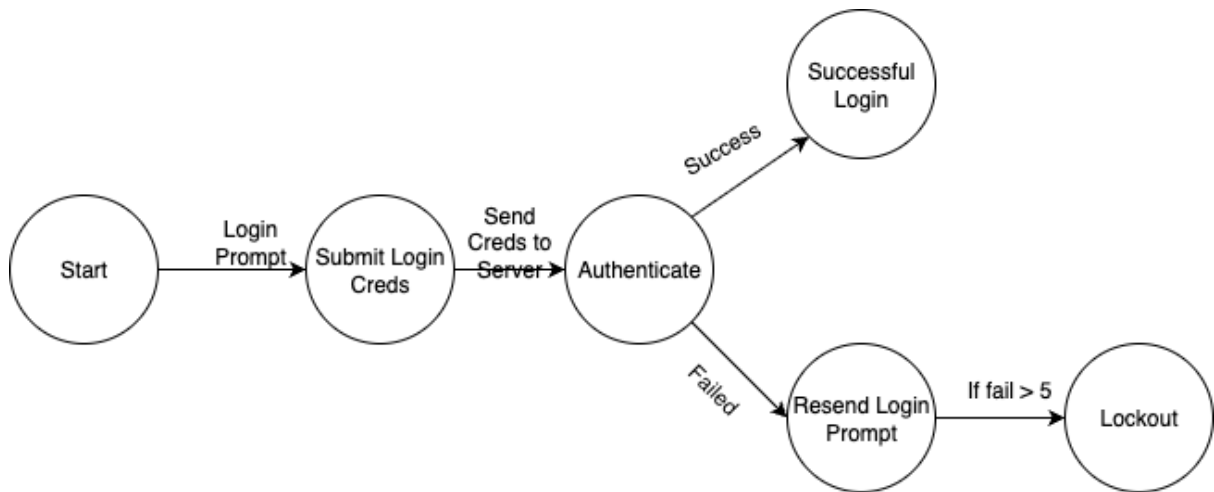 Start
Login
Prompt
Submit Login
Creds
Send
Creds to
Server
Authenticate
Success
Successful
Login
Failed
Resend Login
Prompt
If fail > 5
Lockout